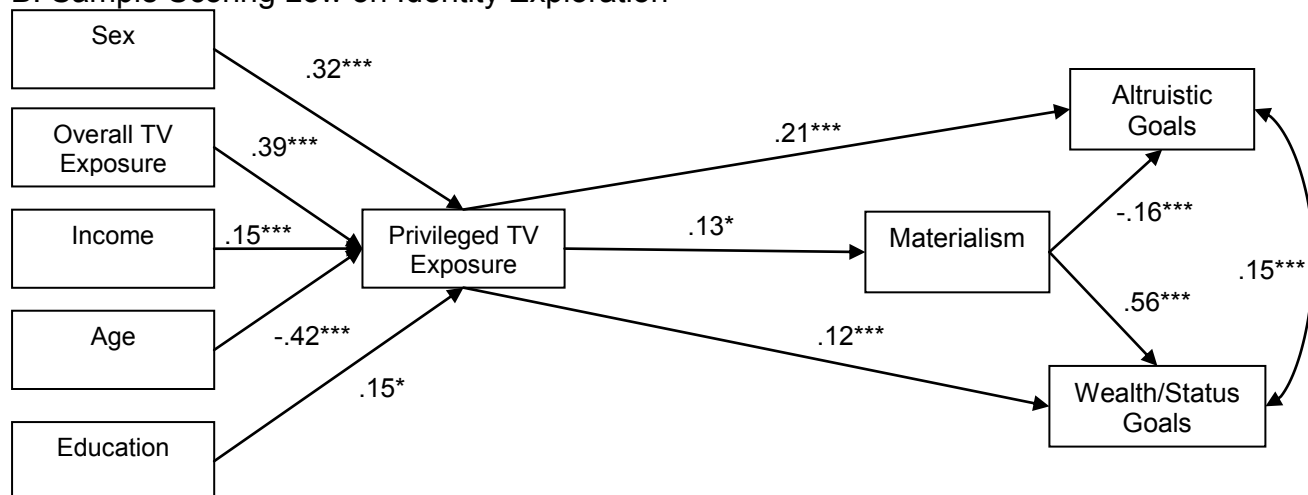 B. Sample Scoring Low on Identity Exploration
Sex
.32***
Altruistic
Goals
Overall TV
Exposure
.39***
.21***
Income
.15***
Privileged TV
Exposure
.13*
Materialism
-.16***
.15***
.56***
Age
-.42***
.12***
.15*
Wealth/Status
Goals
Education